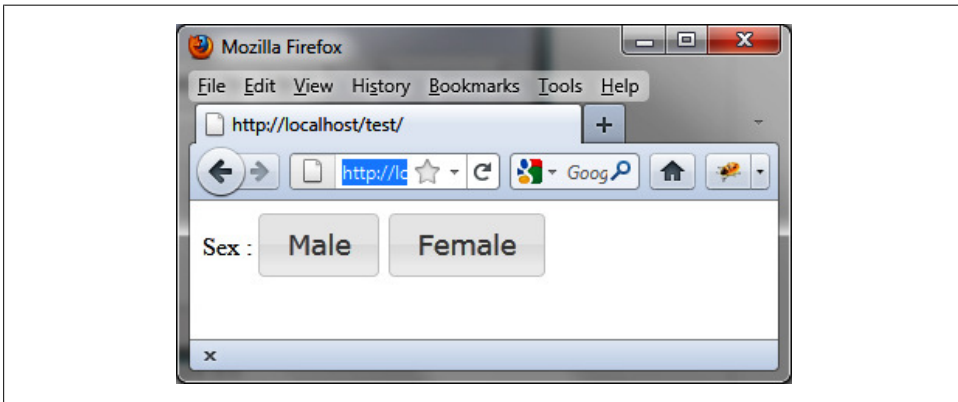 Mozilla Firefox
File Edit View History Bookmarks Tools Help
http://localhost/test/
http://lc
Goog
Sex : Male Female